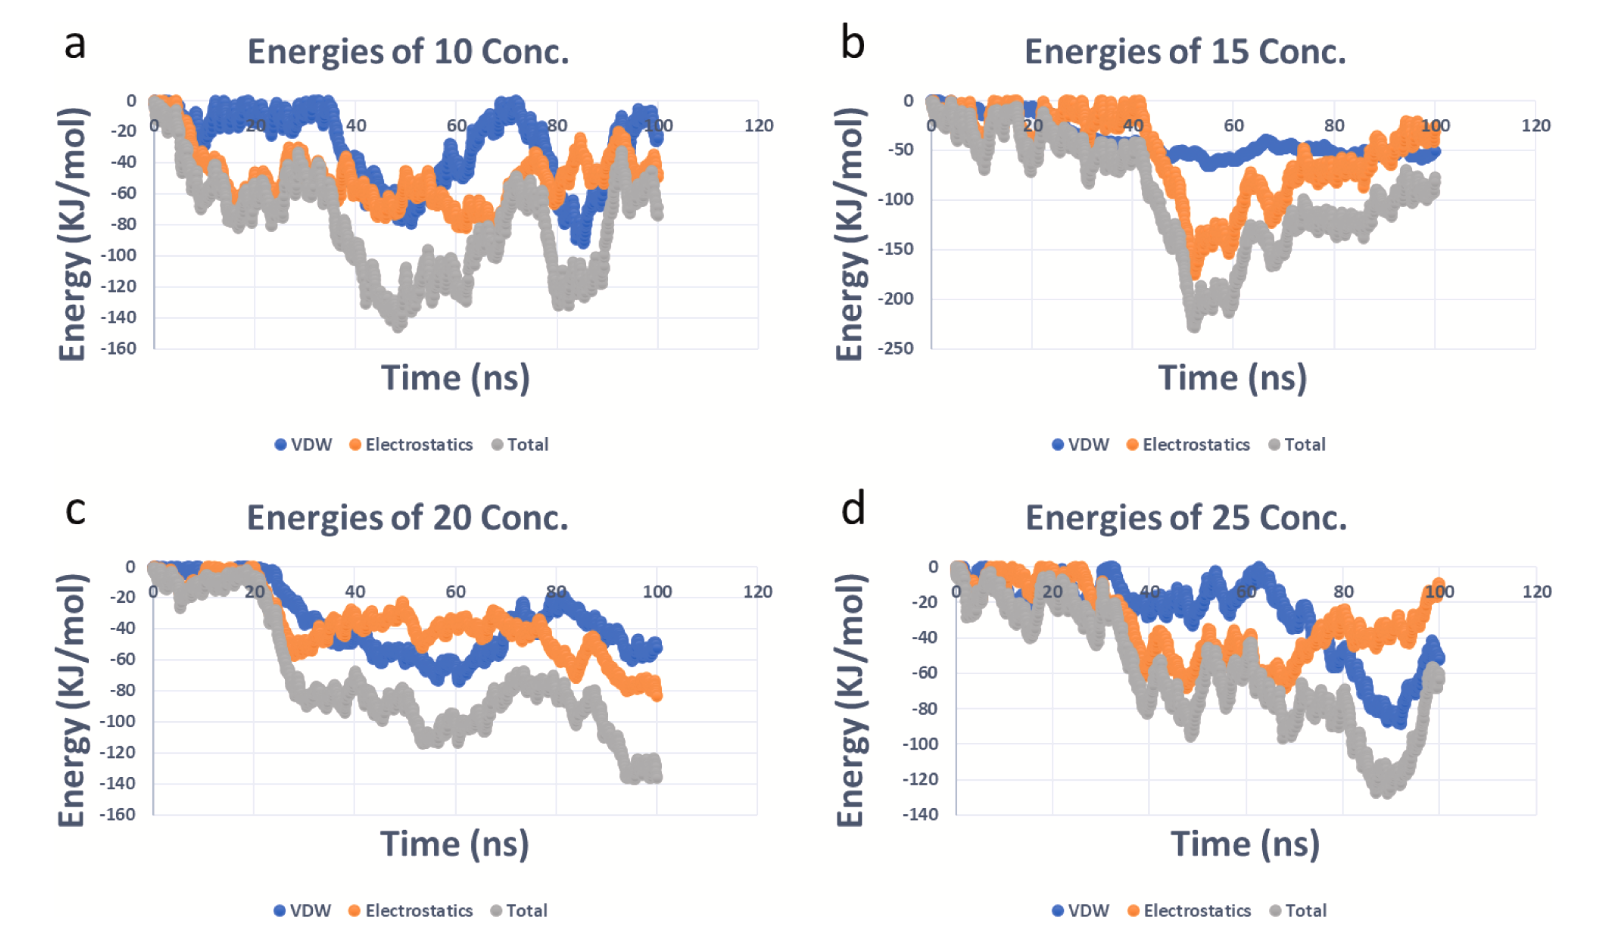 a
Energies of 10 Conc.
Energy (KJ/mol)
0
-20
-40
-60
-80
-100
-120
-140
-160
0 20 40 60 80 100 120
Time (ns)
VDW Electrostatics Total
b
Energies of 15 Conc.
Energy (KJ/mol)
0
-50
-100
-150
-200
-250
0 20 40 60 80 100 120
Time (ns)
VDW Electrostatics Total
c
Energies of 20 Conc.
Energy (KJ/mol)
0
-20
-40
-60
-80
-100
-120
-140
-160
0 20 40 60 80 100 120
Time (ns)
VDW Electrostatics Total
d
Energies of 25 Conc.
Energy (KJ/mol)
0
-20
-40
-60
-80
-100
-120
-140
0 20 40 60 80 100 120
Time (ns)
VDW Electrostatics Total